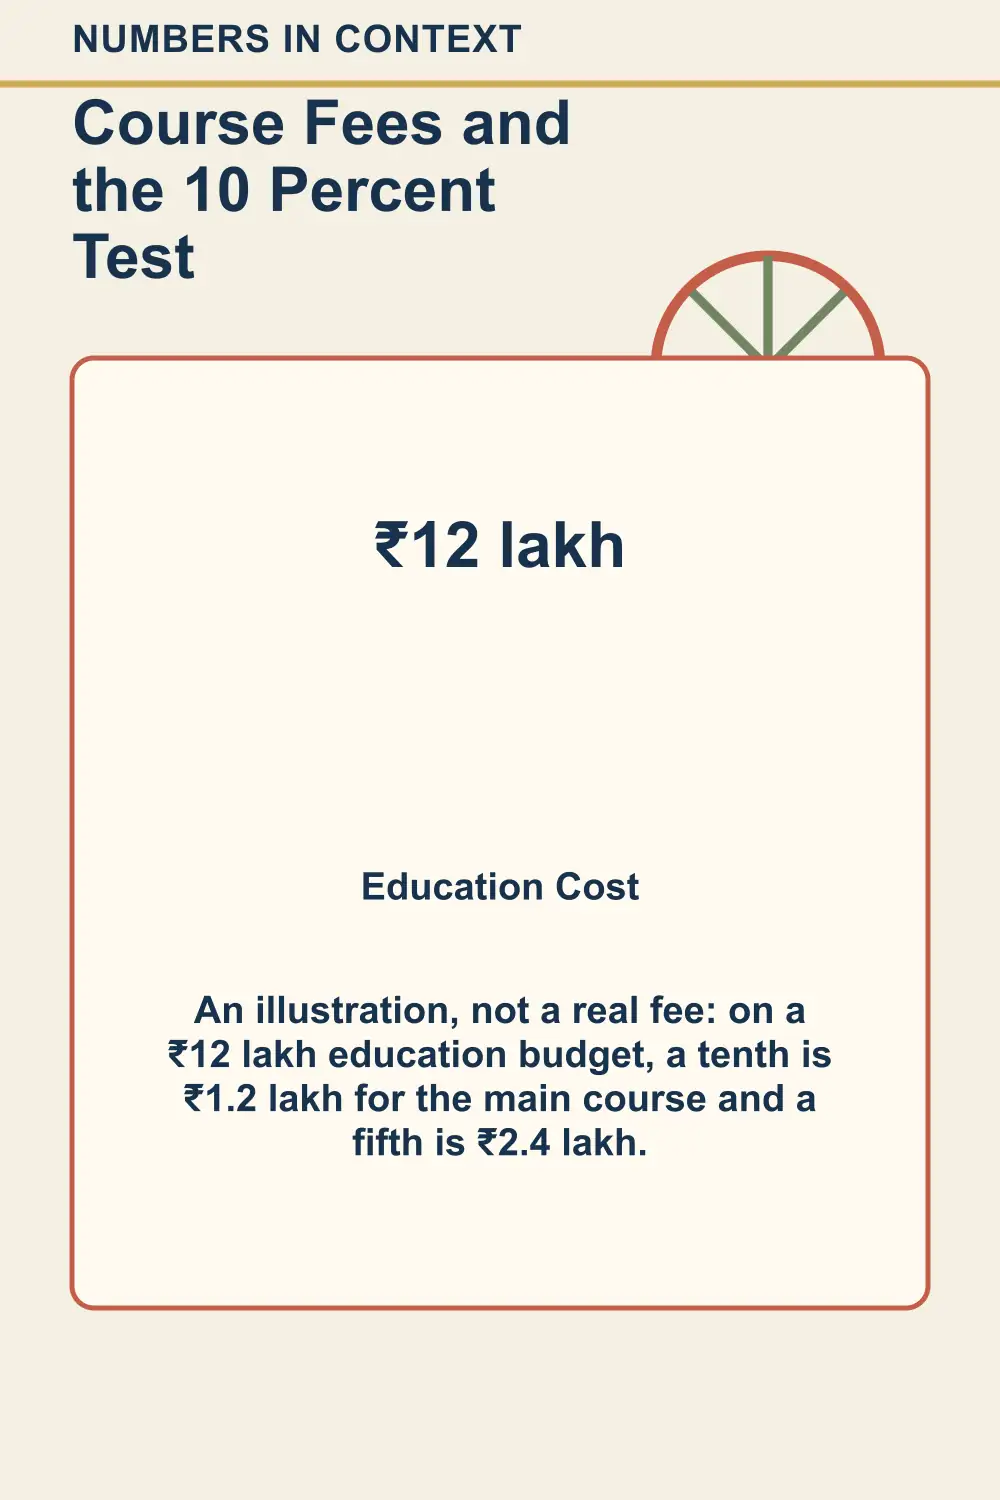 NUMBERS IN CONTEXT
Course Fees and
the 10 Percent
Test
₹12 lakh
Education Cost
An illustration, not a real fee: on a
₹12 lakh education budget, a tenth is
₹1.2 lakh for the main course and a
fifth is ₹2.4 lakh.